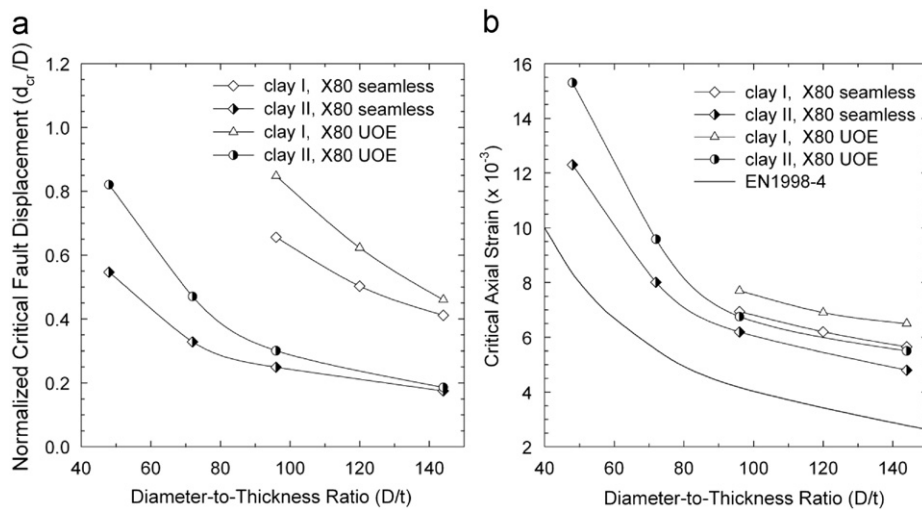 a
Normalized Critical Fault Displacement (d_cr/D)
1.2
1.0
0.8
0.6
0.4
0.2
0.0
clay I, X80 seamless
clay II, X80 seamless
clay I, X80 UOE
clay II, X80 UOE
40 60 80 100 120 140
Diameter-to-Thickness Ratio (D/t)
b
Critical Axial Strain (x 10⁻³)
16
14
12
10
8
6
4
2
clay I, X80 seamless
clay II, X80 seamless
clay I, X80 UOE
clay II, X80 UOE
EN1998-4
40 60 80 100 120 140
Diameter-to-Thickness Ratio (D/t)